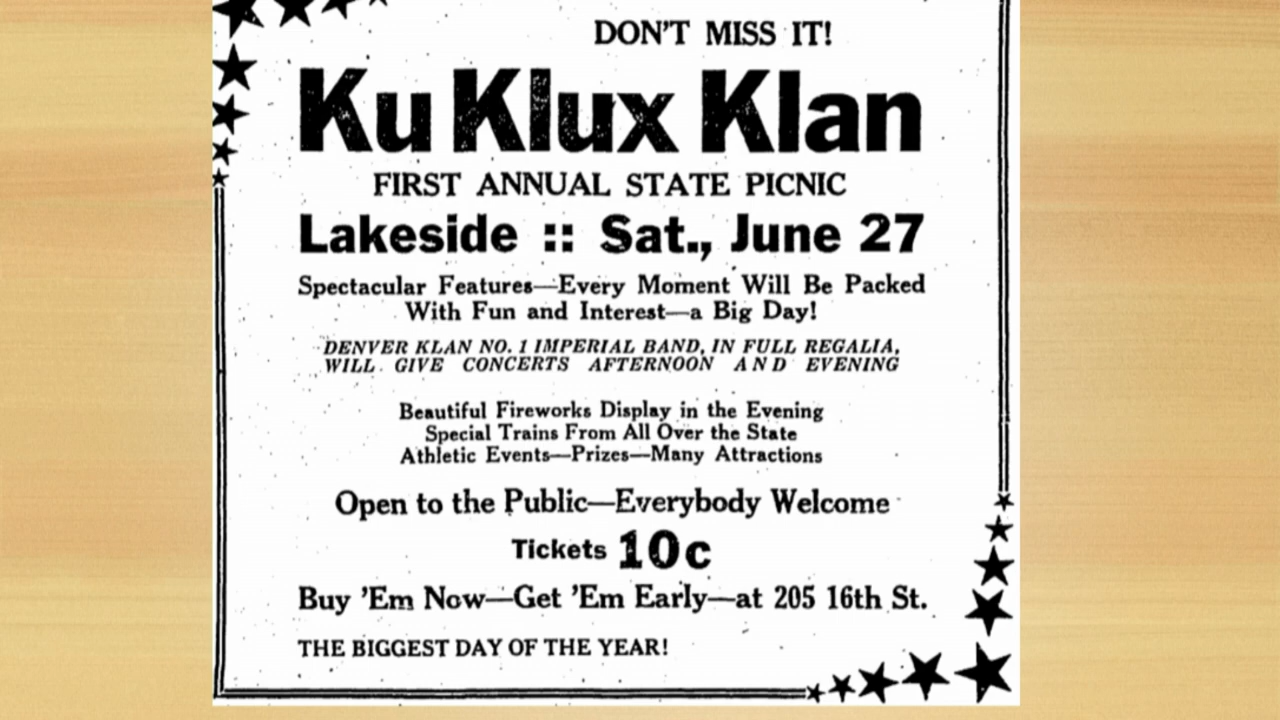 DON'T MISS IT!
Ku Klux Klan
FIRST ANNUAL STATE PICNIC
Lakeside :: Sat., June 27
Spectacular Features—Every Moment Will Be Packed
With Fun and Interest—a Big Day!
DENVER KLAN NO. 1 IMPERIAL BAND, IN FULL REGALIA,
WILL GIVE CONCERTS AFTERNOON AND EVENING
Beautiful Fireworks Display in the Evening
Special Trains From All Over the State
Athletic Events—Prizes—Many Attractions
Open to the Public—Everybody Welcome
Tickets 10c
Buy 'Em Now—Get 'Em Early—at 205 16th St.
THE BIGGEST DAY OF THE YEAR!